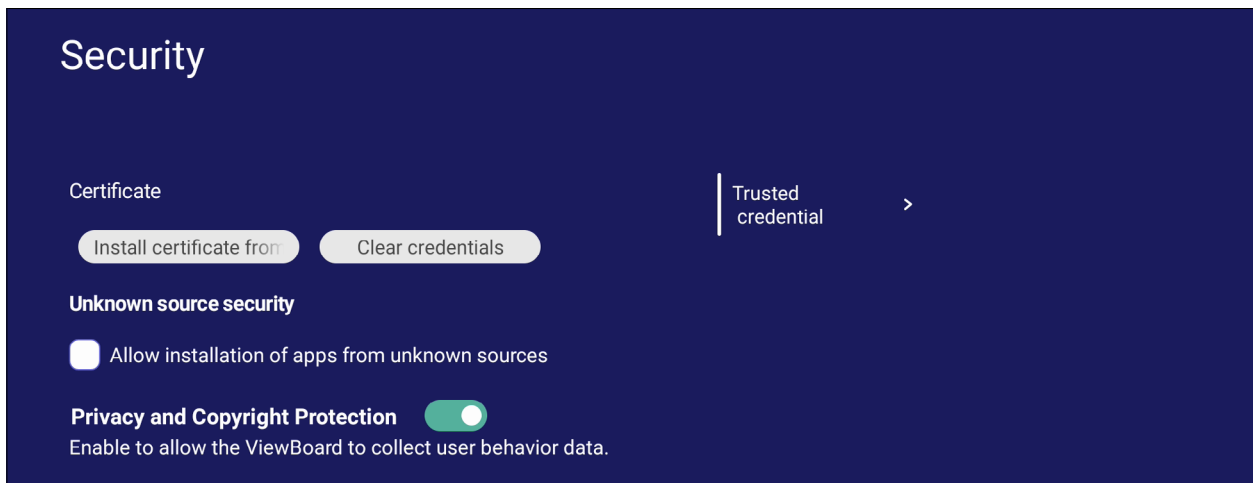 Security
Certificate
Trusted
credential
Install certificate from
Clear credentials
Unknown source security
Allow installation of apps from unknown sources
Privacy and Copyright Protection
Enable to allow the ViewBoard to collect user behavior data.